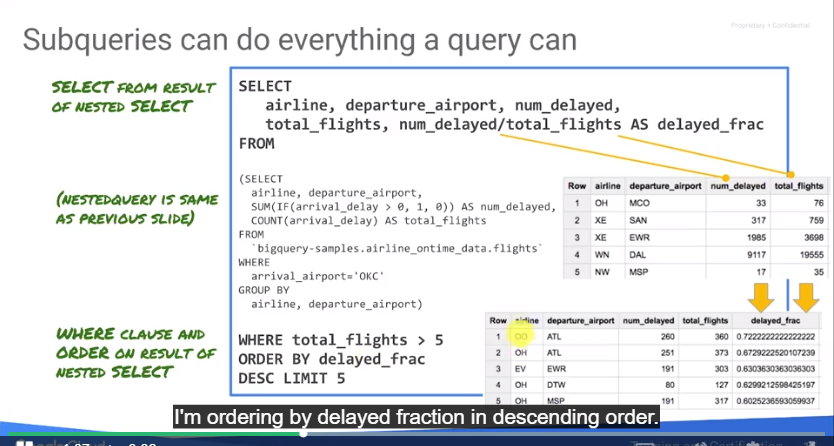 Proprietary + Confidential
Subqueries can do everything a query can
SELECT FROM RESULT
OF NESTED SELECT
SELECT
airline, departure_airport, num_delayed,
total_flights, num_delayed/total_flights AS delayed_frac
FROM
(NESTEDQUERY IS SAME
AS PREVIOUS SLIDE)
(SELECT
airline, departure_airport,
SUM(IF(arrival_delay > 0, 1, 0)) AS num_delayed,
COUNT(arrival_delay) AS total_flights
FROM
`bigquery-samples.airline_ontime_data.flights`
WHERE
arrival_airport='OKC'
GROUP BY
airline, departure_airport)
Row airline departure_airport num_delayed total_flights
1 OH MCO 33 76
2 XE SAN 317 759
3 XE EWR 1985 3698
4 WN DAL 9117 19555
5 NW MSP 17 35
WHERE CLAUSE AND
ORDER ON RESULT OF
NESTED SELECT
WHERE total_flights > 5
ORDER BY delayed_frac
DESC LIMIT 5
Row airline departure_airport num_delayed total_flights delayed_frac
1 OO ATL 260 360 0.7222222222222222
2 OH ATL 251 373 0.6729222520107239
3 EV EWR 191 303 0.6303630363036303
4 OH DTW 80 127 0.6299212598425197
5 OH MSP 191 317 0.6025236593059937
I'm ordering by delayed fraction in descending order.